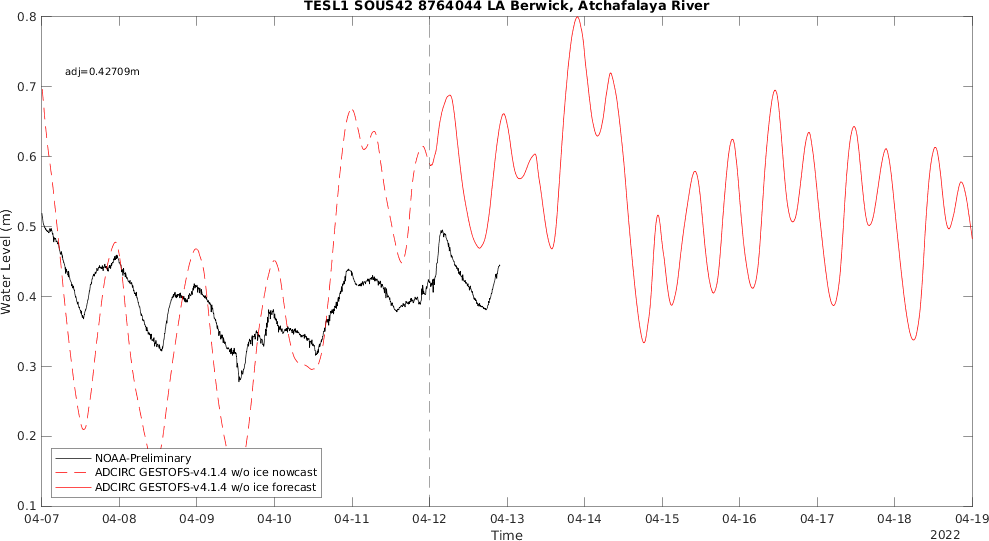 TESL1 SOUS42 8764044 LA Berwick, Atchafalaya River
adj=0.42709m
0.8
0.7
0.6
0.5
0.4
0.3
0.2
0.1
Water Level (m)
NOAA-Preliminary
ADCIRC GESTOFS-v4.1.4 w/o ice nowcast
ADCIRC GESTOFS-v4.1.4 w/o ice forecast
04-07 04-08 04-09 04-10 04-11 04-12 04-13 04-14 04-15 04-16 04-17 04-18 04-19
Time
2022